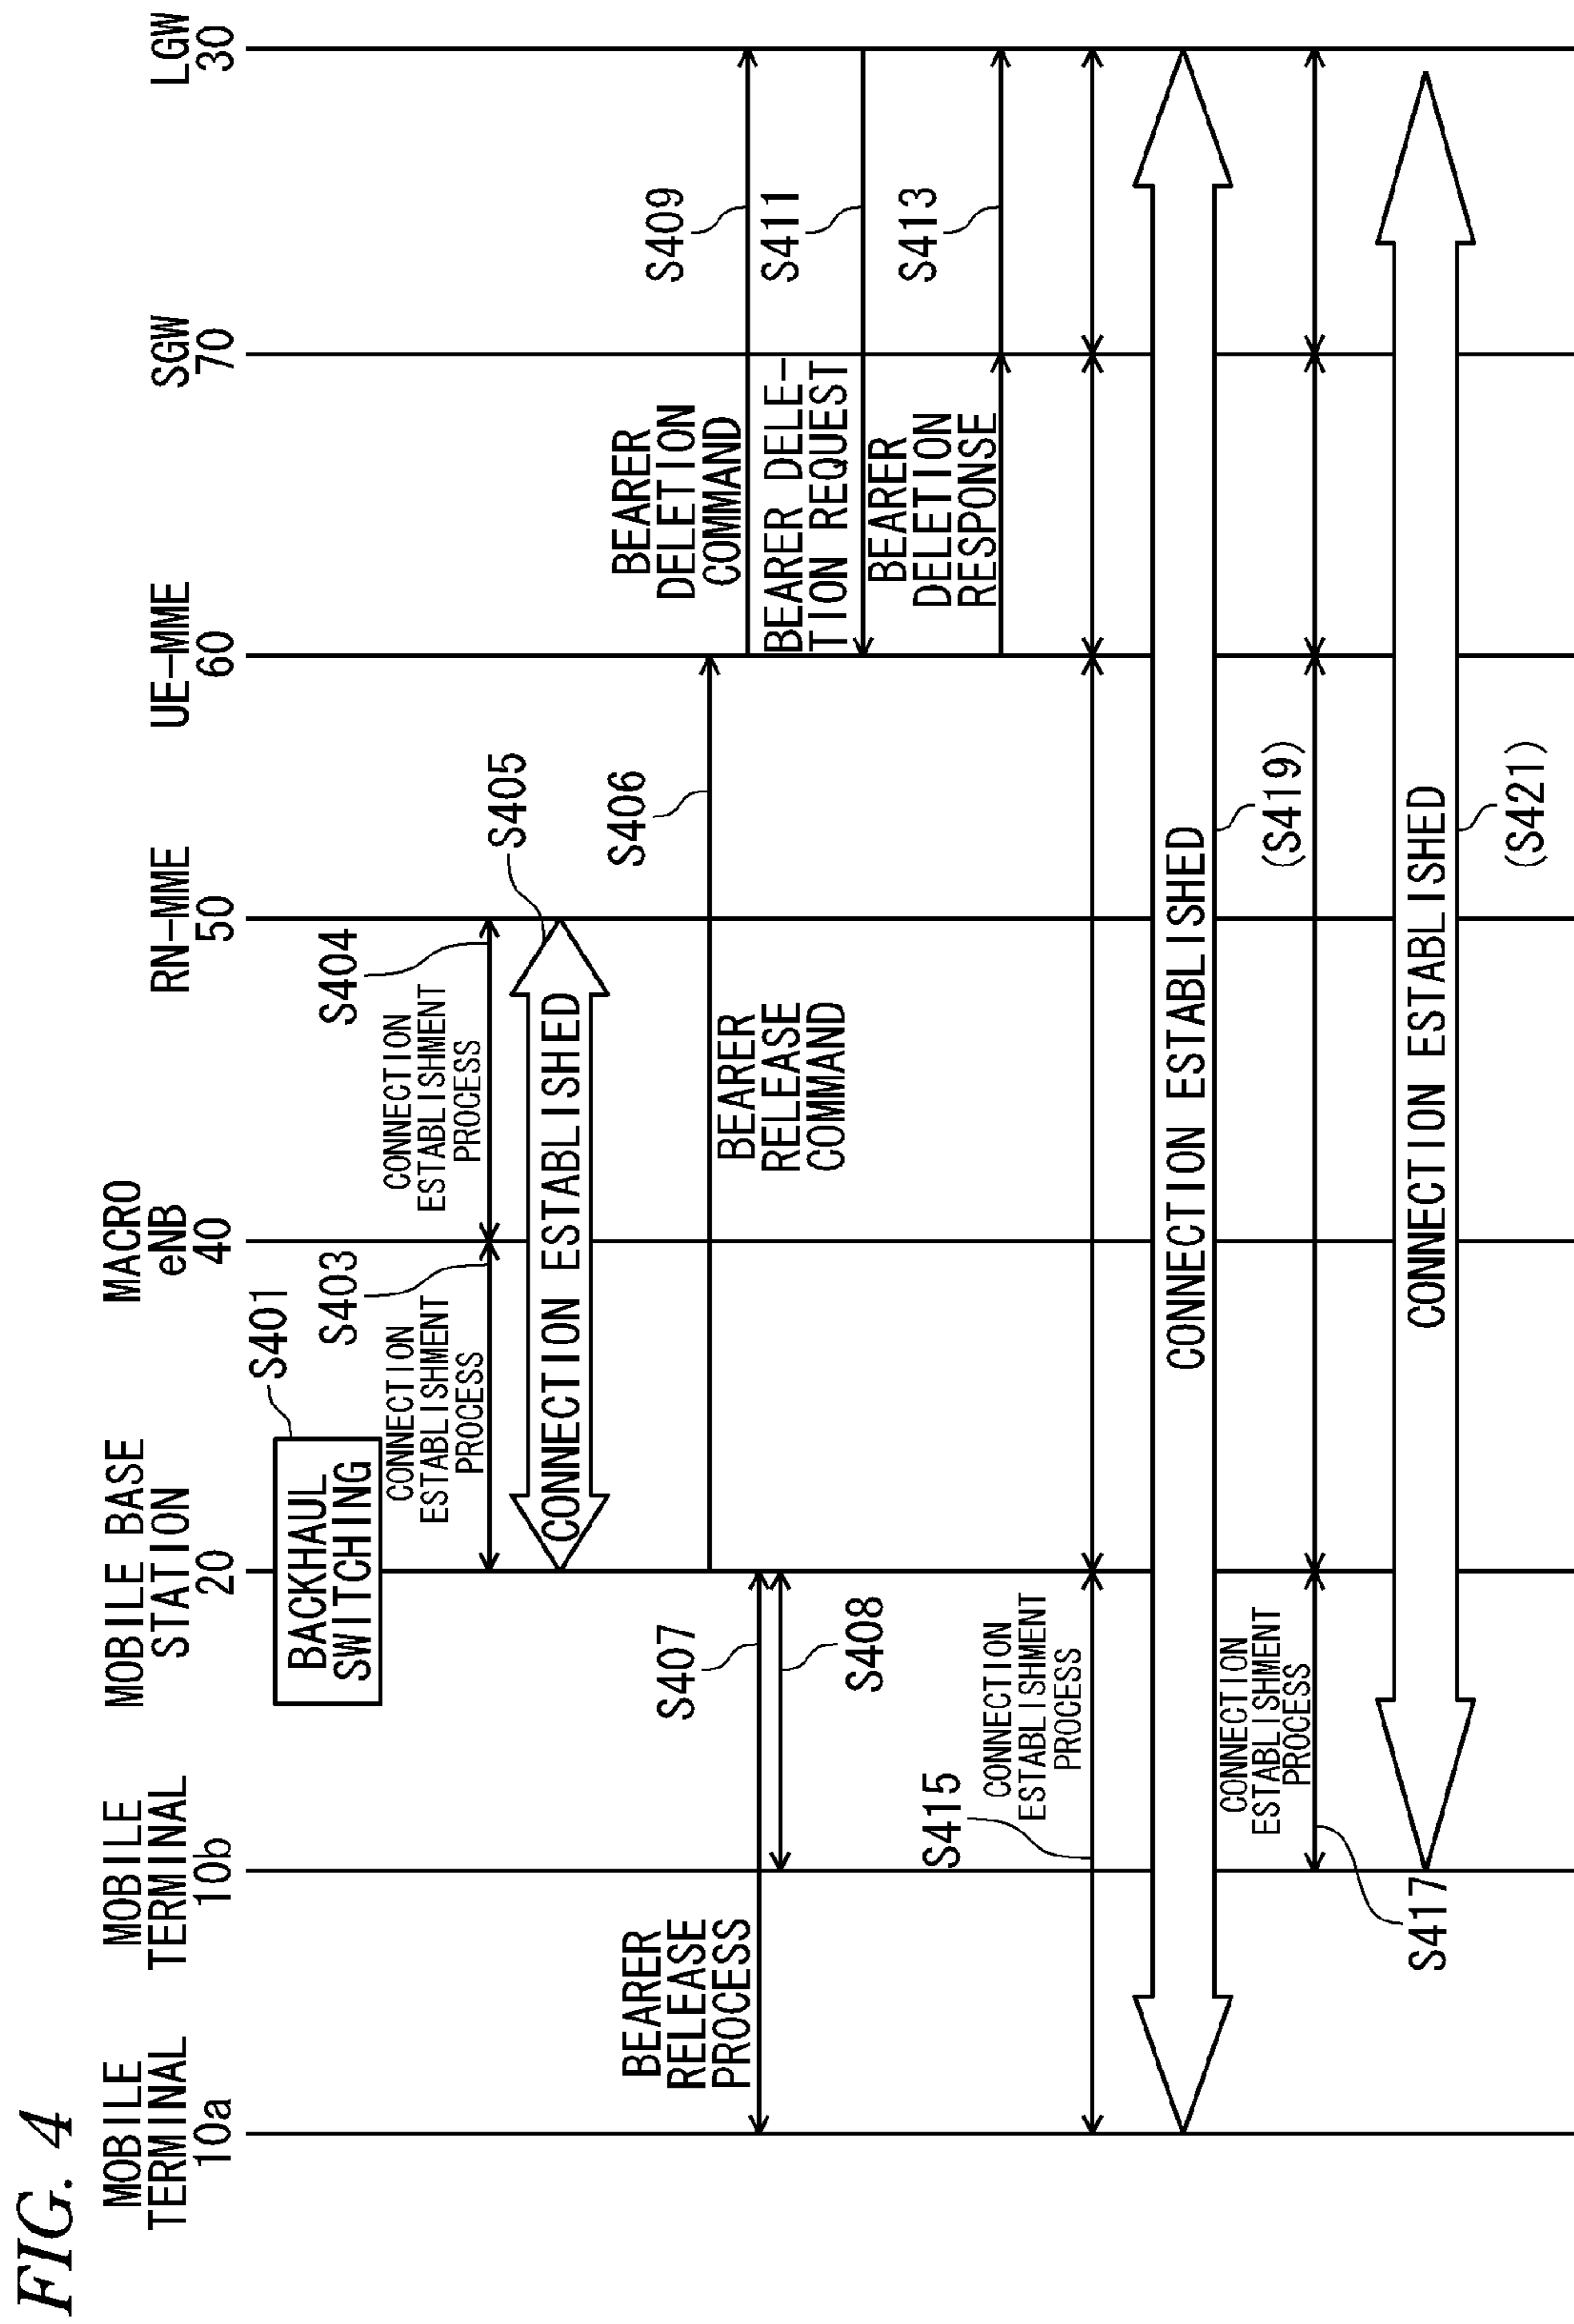 FIG. 4
MOBILE
TERMINAL
10a
MOBILE
TERMINAL
10b
MOBILE BASE
STATION
20
MACRO
eNB
40
RN-MME
50
UE-MME
60
SGW
70
LGW
30
BACKHAUL
SWITCHING
S401
CONNECTION
ESTABLISHMENT
PROCESS
S403
CONNECTION
ESTABLISHMENT
PROCESS
S404
CONNECTION ESTABLISHED
S405
S406
BEARER
RELEASE
COMMAND
BEARER
RELEASE
PROCESS
S407
S408
BEARER
DELETION
COMMAND
S409
BEARER DELE-
TION REQUEST
S411
BEARER
DELETION
RESPONSE
S413
S415
CONNECTION
ESTABLISHMENT
PROCESS
CONNECTION ESTABLISHED
(S419)
CONNECTION
ESTABLISHMENT
PROCESS
S417
CONNECTION ESTABLISHED
(S421)